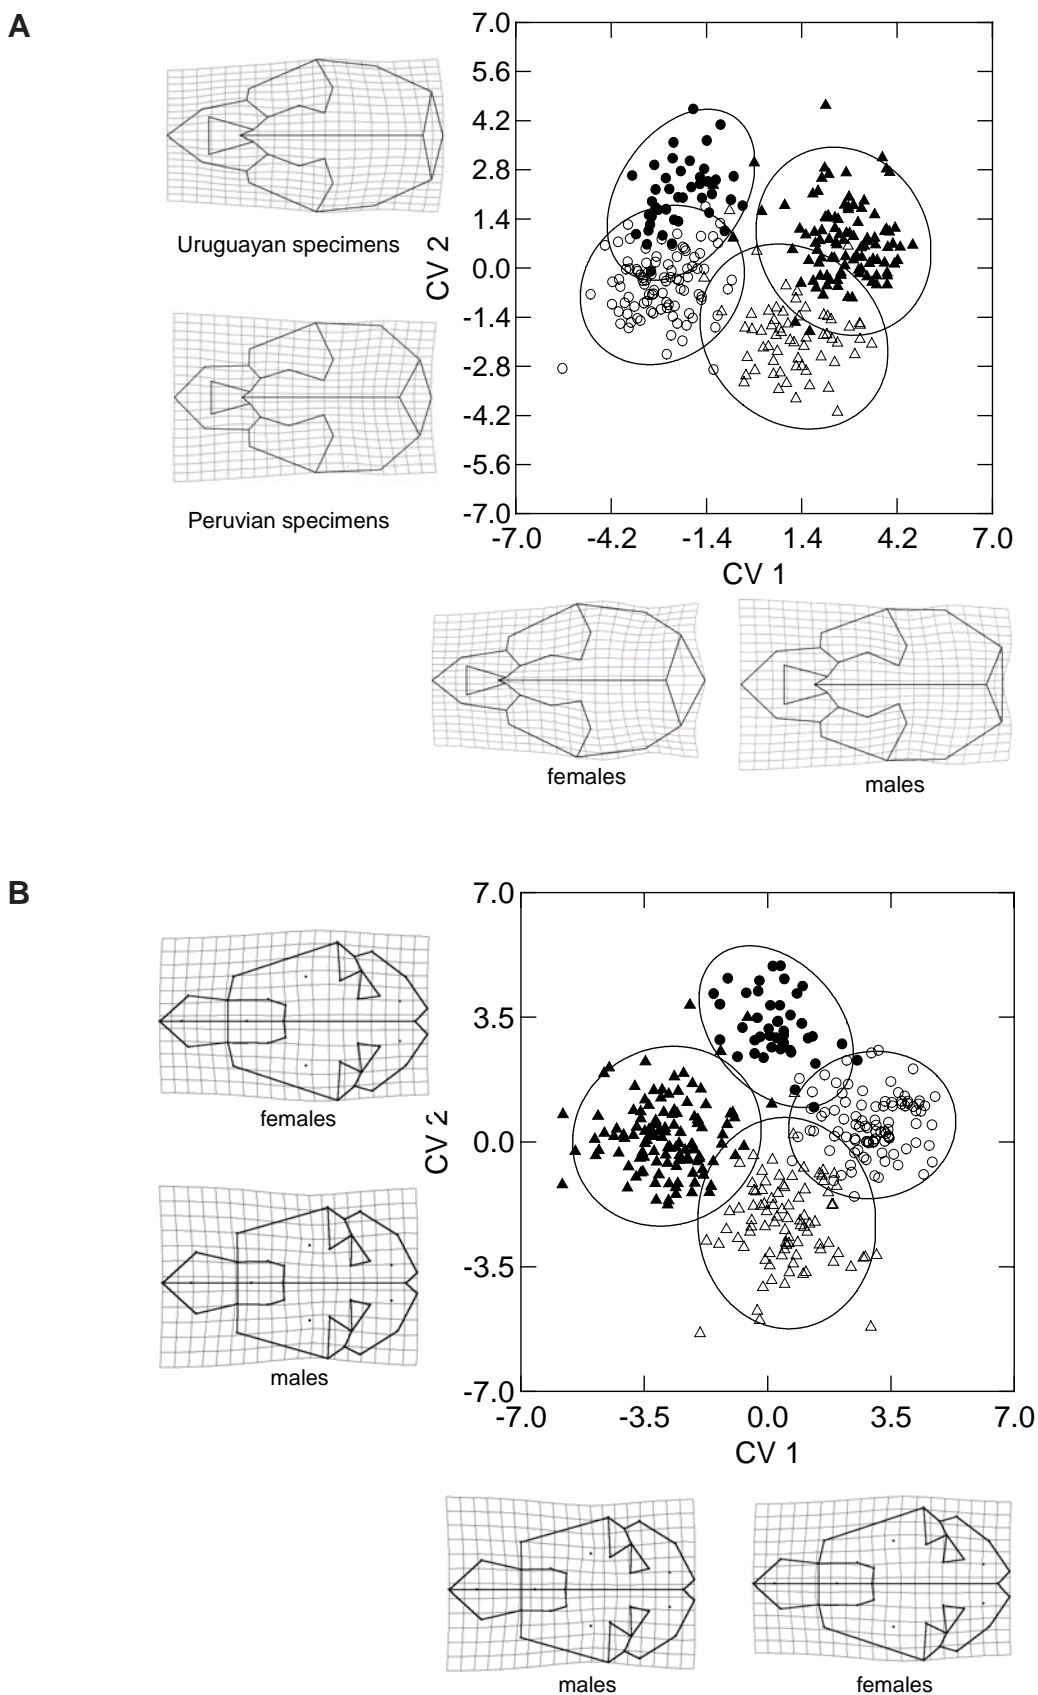 A
7.0
5.6
4.2
2.8
1.4
0.0
-1.4
-2.8
-4.2
-5.6
-7.0
CV 2
Uruguayan specimens
Peruvian specimens
-7.0 -4.2 -1.4 1.4 4.2 7.0
CV 1
females
males
B
7.0
3.5
0.0
-3.5
-7.0
CV 2
females
males
-7.0 -3.5 0.0 3.5 7.0
CV 1
males
females